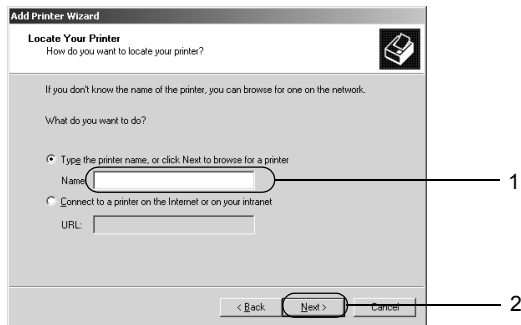 Add Printer Wizard
Locate Your Printer
How do you want to locate your printer?
If you don't know the name of the printer, you can browse for one on the network.
What do you want to do?
Type the printer name, or click Next to browse for a printer
Name
1
Connect to a printer on the Internet or on your intranet
URL:
< Back Next > Cancel
2